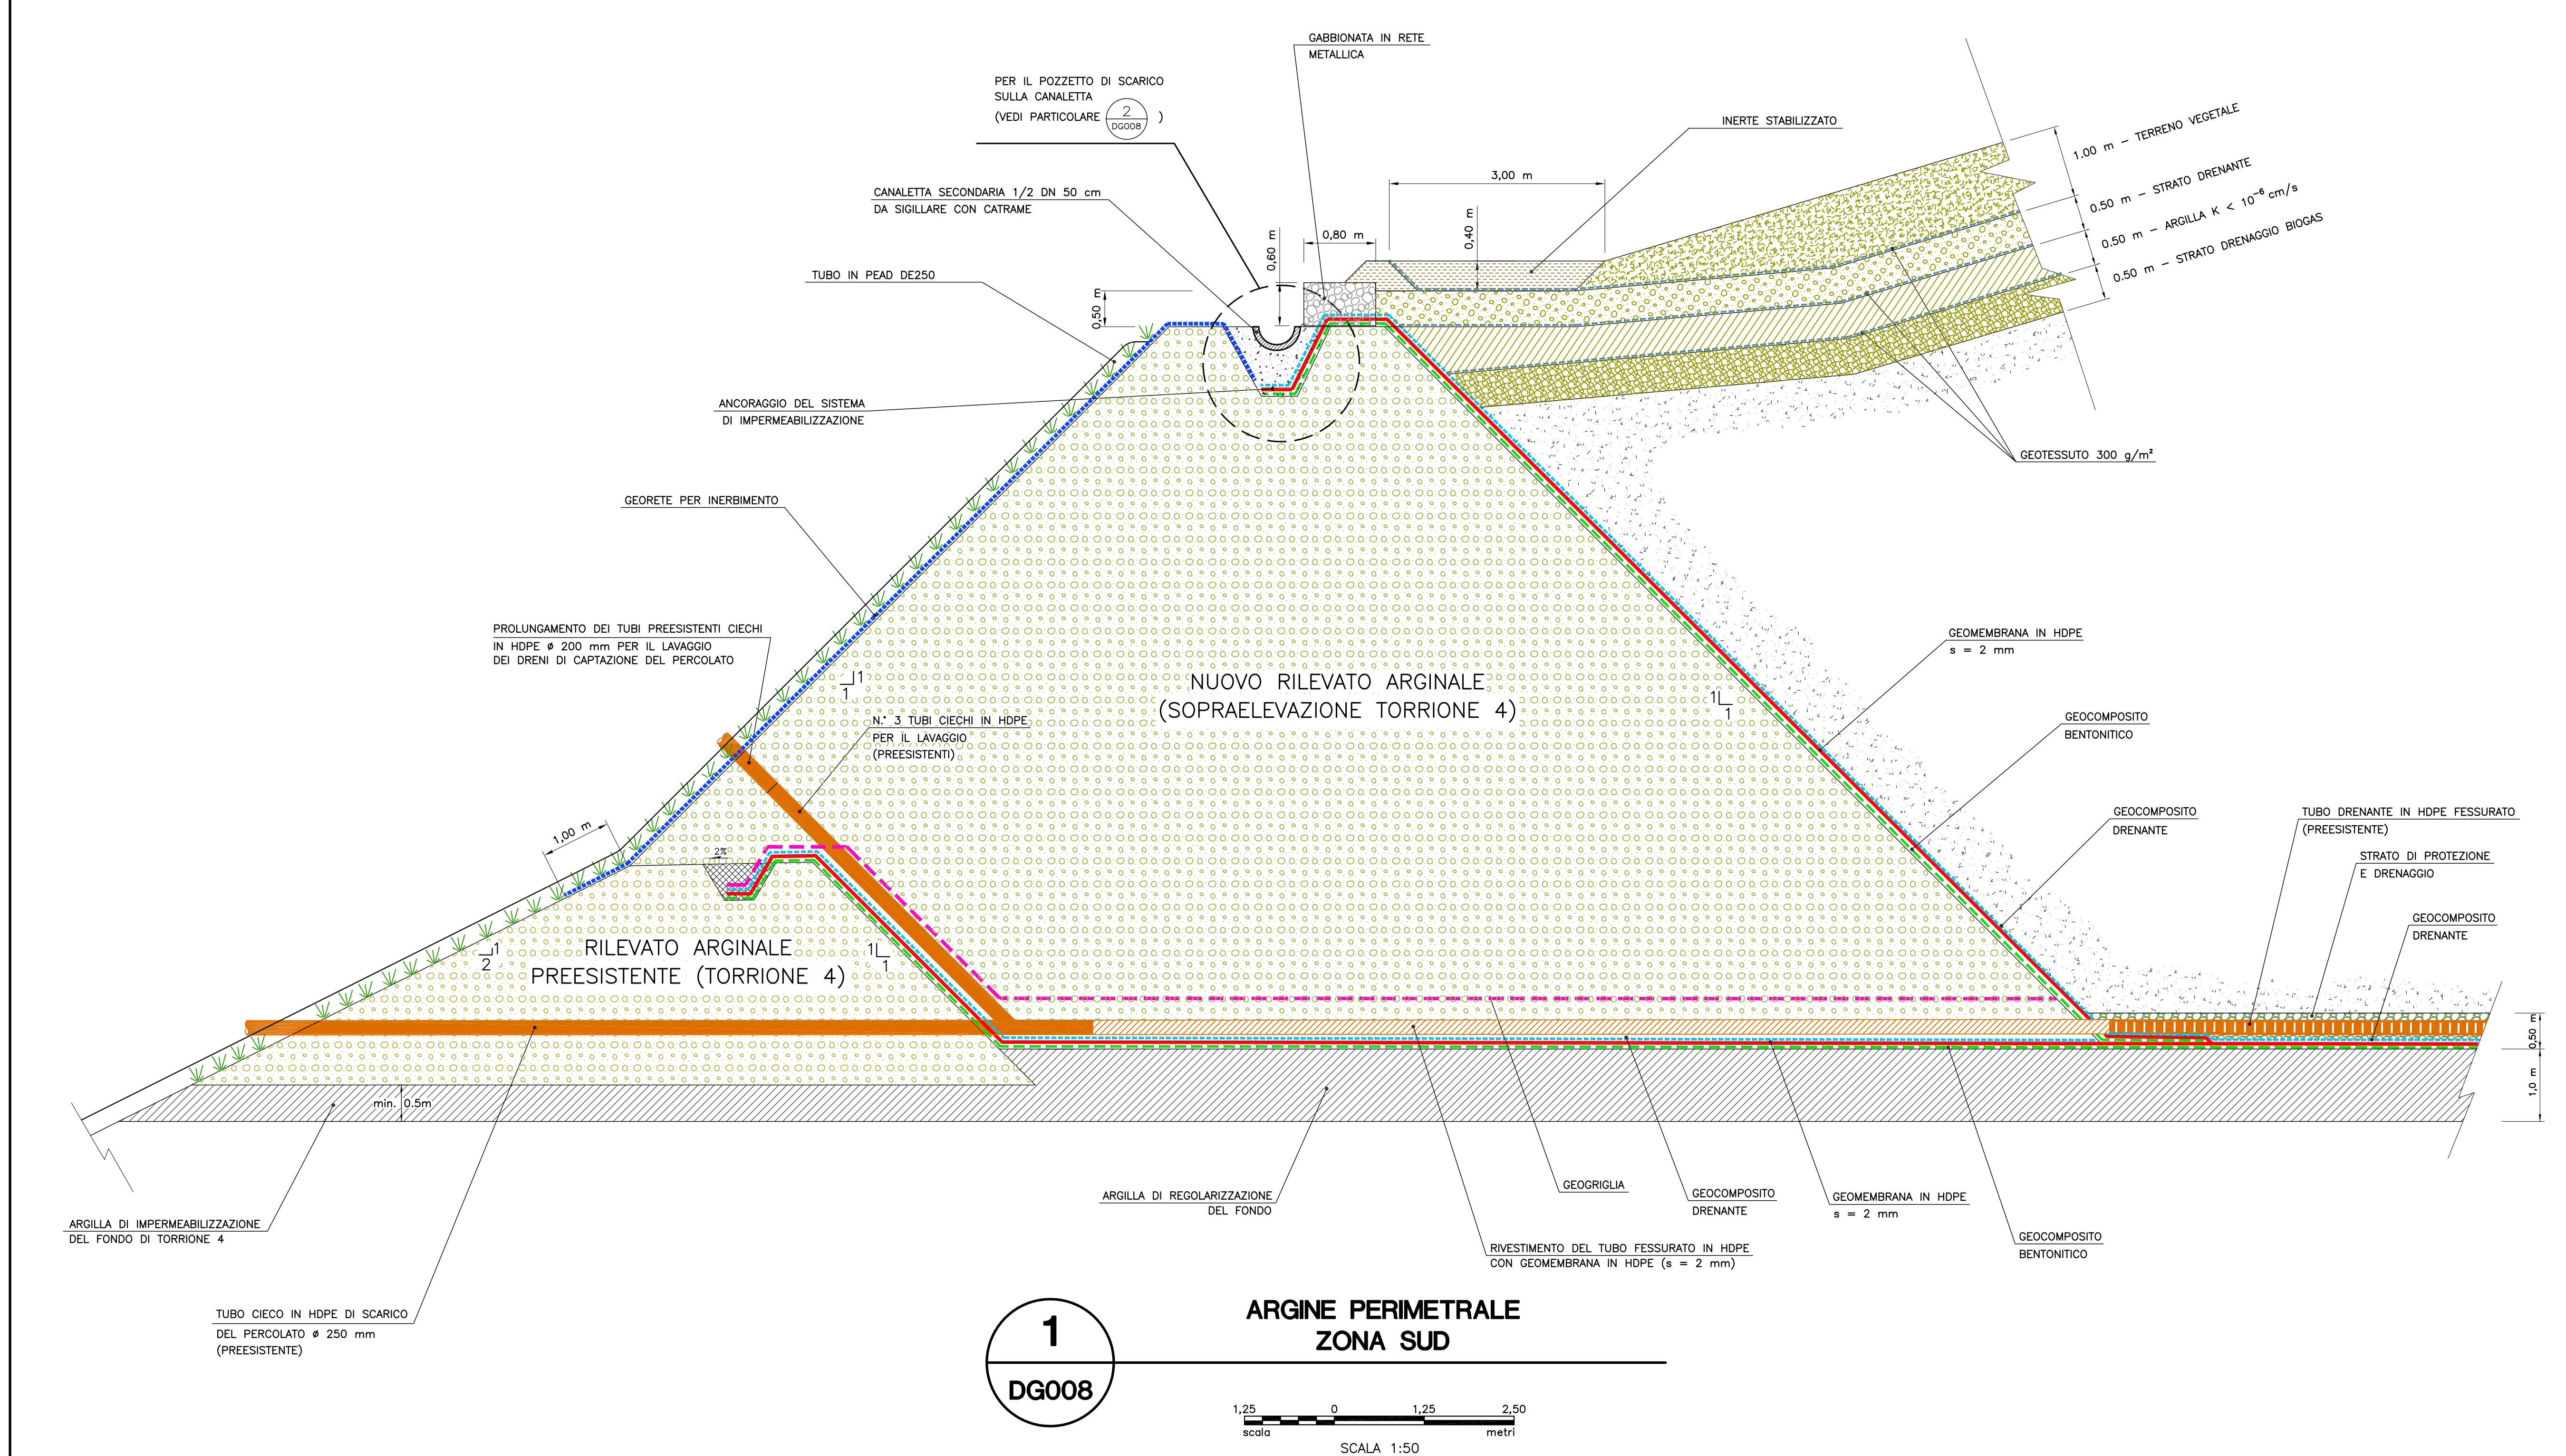 GABBIONATA IN RETE
METALLICA
PER IL POZZETTO DI SCARICO
SULLA CANALETTA
(VEDI PARTICOLARE 2 DG008 )
INERTE STABILIZZATO
1.00 m – TERRENO VEGETALE
0.50 m – STRATO DRENANTE
0.50 m – ARGILLA K < 10⁻⁶ cm/s
0.50 m – STRATO DRENAGGIO BIOGAS
3,00 m
CANALETTA SECONDARIA 1/2 DN 50 cm
DA SIGILLARE CON CATRAME
0,60 m
0,80 m
0,40 m
TUBO IN PEAD DE250
0,50 m
ANCORAGGIO DEL SISTEMA
DI IMPERMEABILIZZAZIONE
GEOTESSUTO 300 g/m²
GEORETE PER INERBIMENTO
PROLUNGAMENTO DEI TUBI PREESISTENTI CIECHI
IN HDPE ø 200 mm PER IL LAVAGGIO
DEI DRENI DI CAPTAZIONE DEL PERCOLATO
GEOMEMBRANA IN HDPE
s = 2 mm
1
1
NUOVO RILEVATO ARGINALE
(SOPRAELEVAZIONE TORRIONE 4)
1
1
N.° 3 TUBI CIECHI IN HDPE
PER IL LAVAGGIO
(PREESISTENTI)
GEOCOMPOSITO
BENTONITICO
GEOCOMPOSITO
DRENANTE
TUBO DRENANTE IN HDPE FESSURATO
(PREESISTENTE)
1,00 m
2%
STRATO DI PROTEZIONE
E DRENAGGIO
GEOCOMPOSITO
DRENANTE
1
2
RILEVATO ARGINALE
PREESISTENTE (TORRIONE 4)
1
1
0,50 m
1,0 m
min. 0.5m
ARGILLA DI IMPERMEABILIZZAZIONE
DEL FONDO DI TORRIONE 4
ARGILLA DI REGOLARIZZAZIONE
DEL FONDO
GEOGRIGLIA
GEOCOMPOSITO
DRENANTE
GEOMEMBRANA IN HDPE
s = 2 mm
RIVESTIMENTO DEL TUBO FESSURATO IN HDPE
CON GEOMEMBRANA IN HDPE (s = 2 mm)
GEOCOMPOSITO
BENTONITICO
TUBO CIECO IN HDPE DI SCARICO
DEL PERCOLATO ø 250 mm
(PREESISTENTE)
1
DG008
ARGINE PERIMETRALE
ZONA SUD
1,25 0 1,25 2,50
scala metri
SCALA 1:50